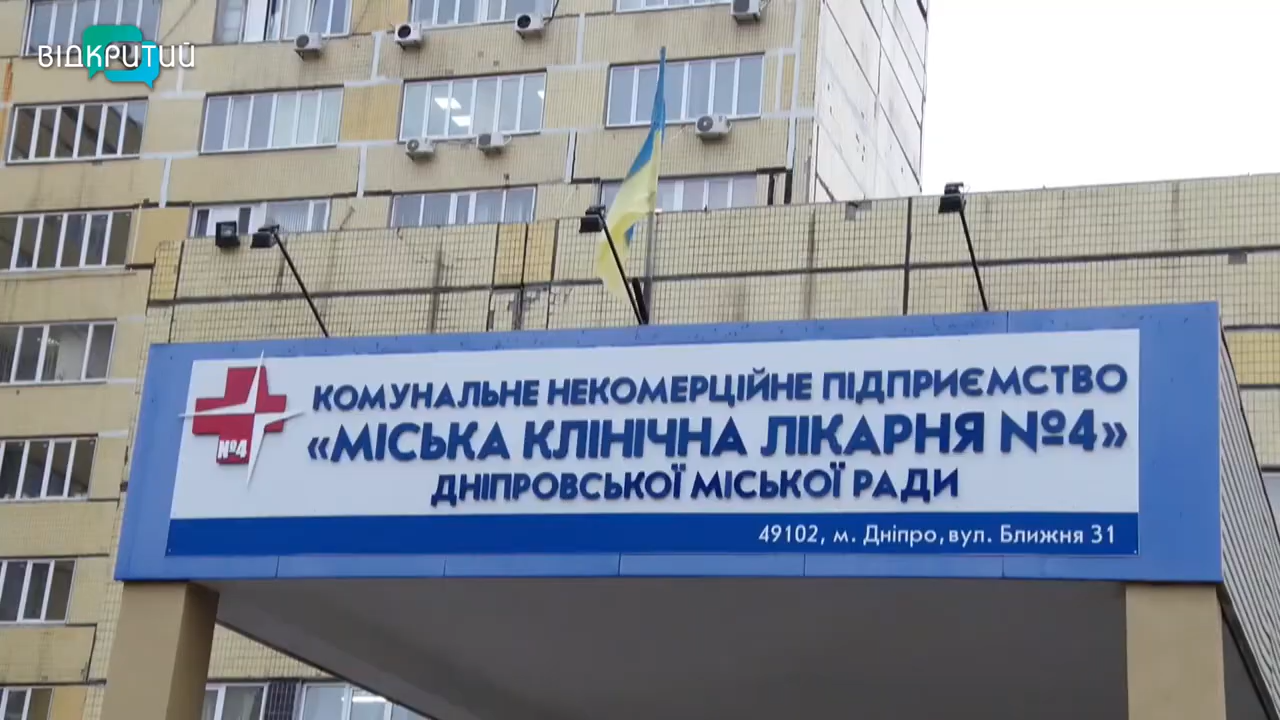 ВІДКРИТИЙ
КОМУНАЛЬНЕ НЕКОМЕРЦІЙНЕ ПІДПРИЄМСТВО
«МІСЬКА КЛІНІЧНА ЛІКАРНЯ №4»
№4
ДНІПРОВСЬКОЇ МІСЬКОЇ РАДИ
49102, м. Дніпро, вул. Ближня 31